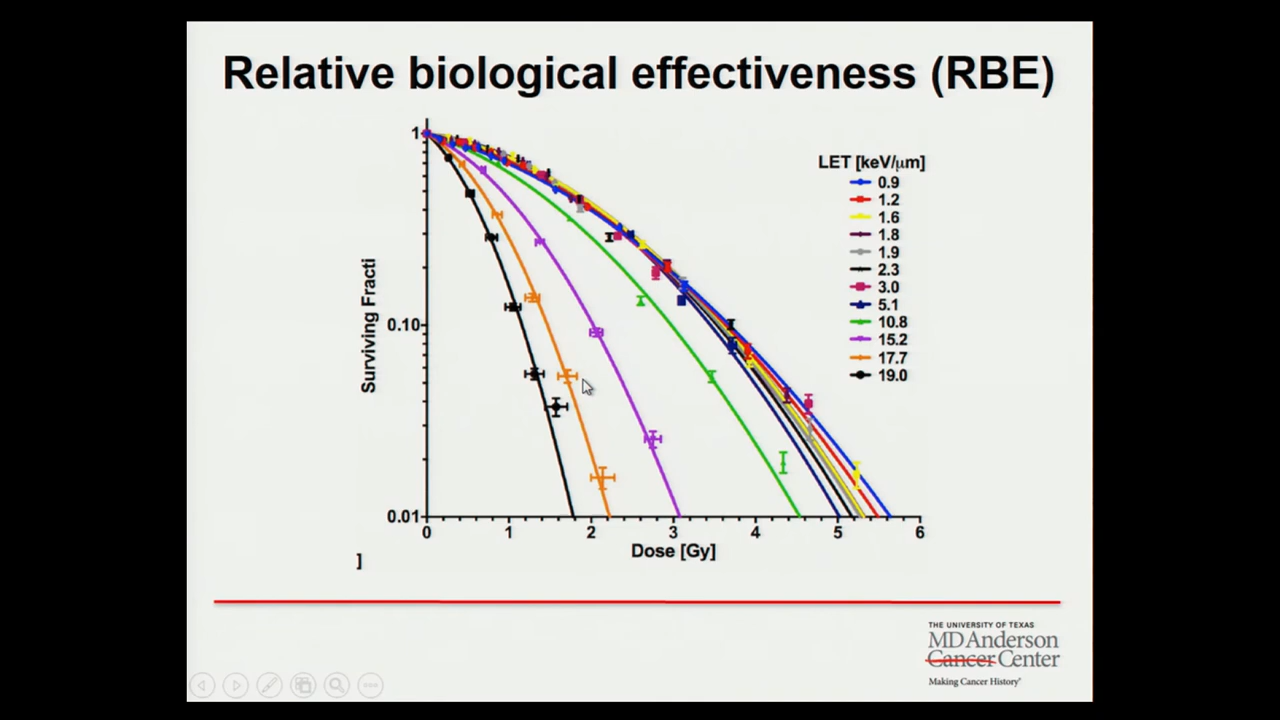 Relative biological effectiveness (RBE)
1
0.10
0.01
Surviving Fracti
0 1 2 3 4 5 6
Dose [Gy]
]
LET [keV/μm]
0.9
1.2
1.6
1.8
1.9
2.3
3.0
5.1
10.8
15.2
17.7
19.0
THE UNIVERSITY OF TEXAS
MD Anderson
Cancer Center
Making Cancer History®